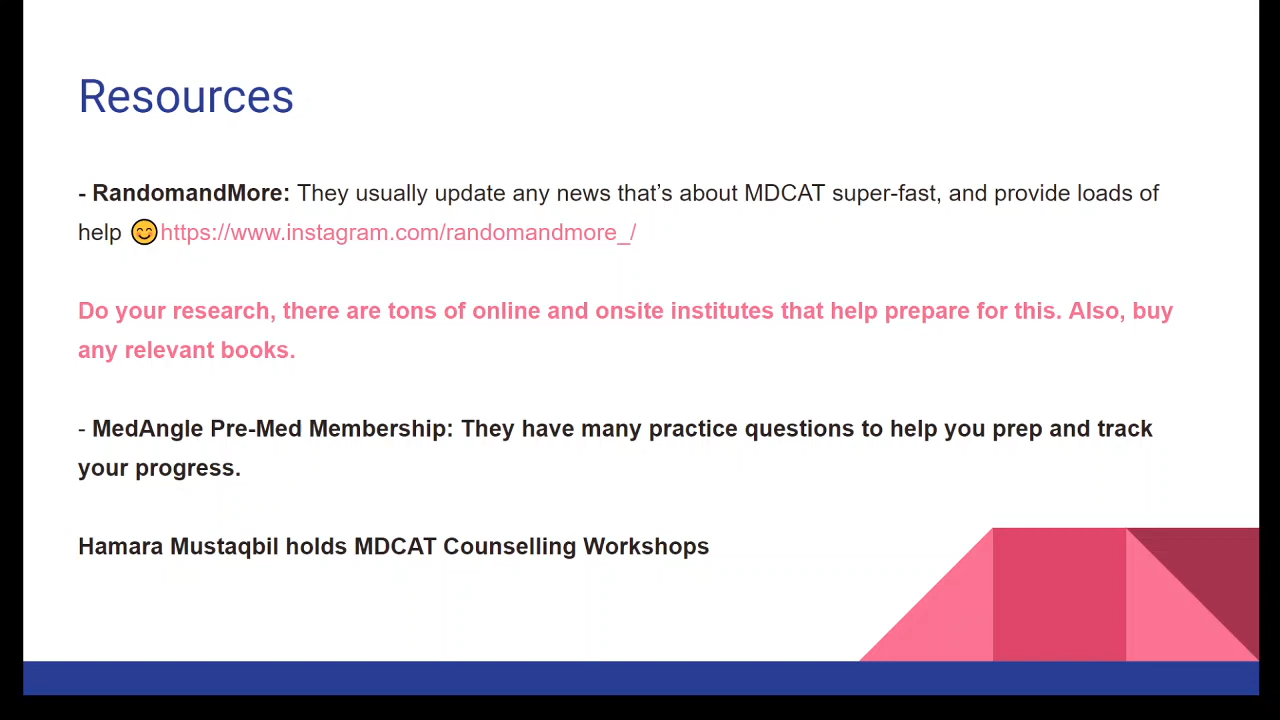 Resources
- RandomandMore: They usually update any news that’s about MDCAT super-fast, and provide loads of
help 😊https://www.instagram.com/randomandmore_/
Do your research, there are tons of online and onsite institutes that help prepare for this. Also, buy
any relevant books.
- MedAngle Pre-Med Membership: They have many practice questions to help you prep and track
your progress.
Hamara Mustaqbil holds MDCAT Counselling Workshops